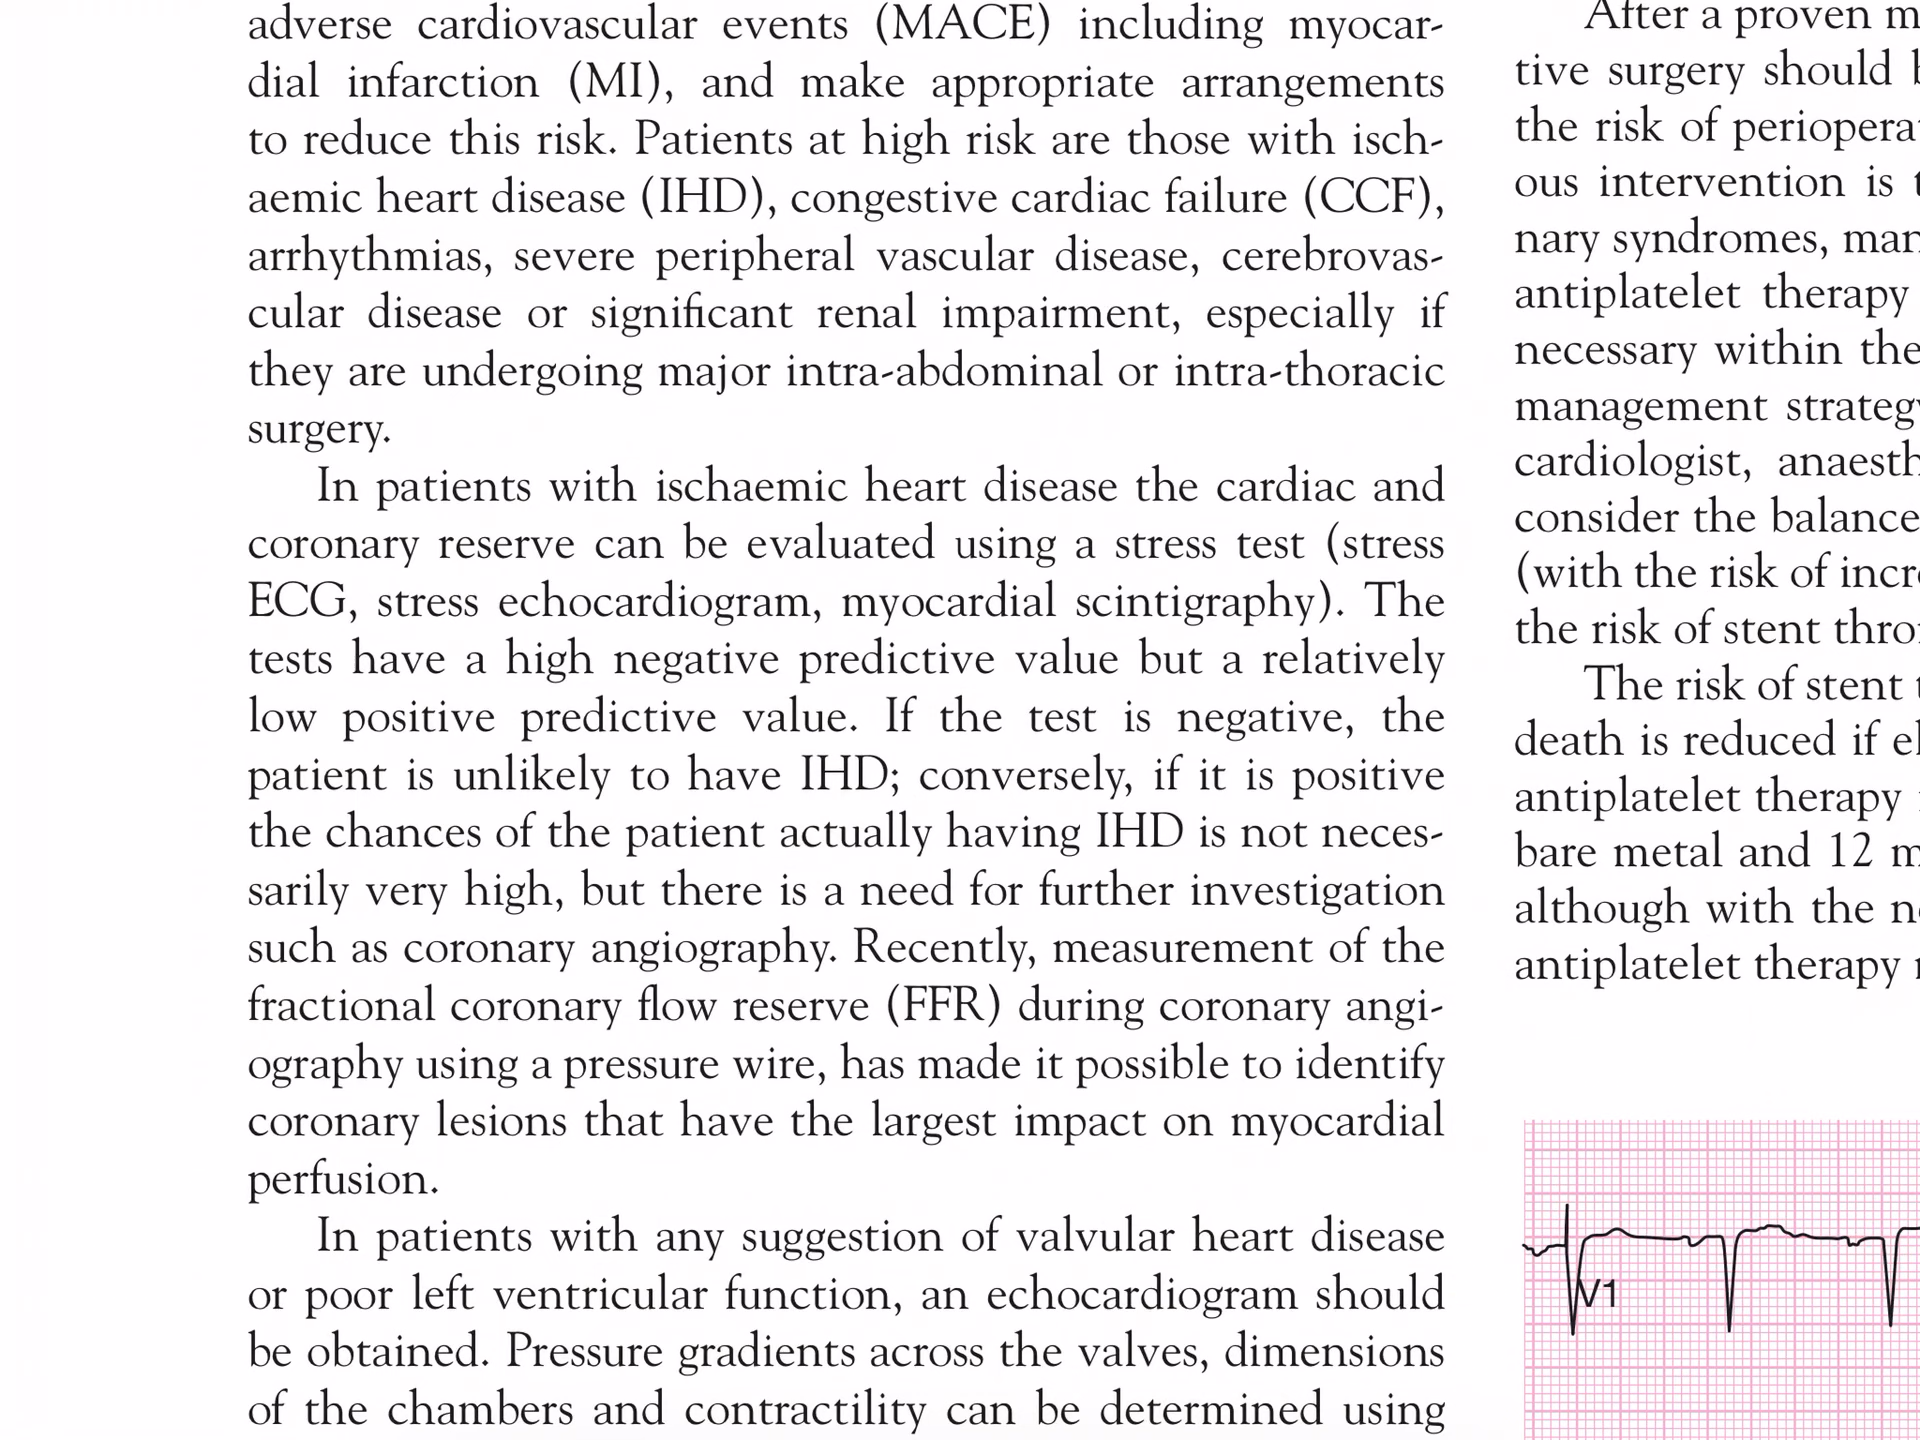 adverse cardiovascular events (MACE) including myocar-
dial infarction (MI), and make appropriate arrangements
to reduce this risk. Patients at high risk are those with isch-
aemic heart disease (IHD), congestive cardiac failure (CCF),
arrhythmias, severe peripheral vascular disease, cerebrovas-
cular disease or significant renal impairment, especially if
they are undergoing major intra-abdominal or intra-thoracic
surgery.
In patients with ischaemic heart disease the cardiac and
coronary reserve can be evaluated using a stress test (stress
ECG, stress echocardiogram, myocardial scintigraphy). The
tests have a high negative predictive value but a relatively
low positive predictive value. If the test is negative, the
patient is unlikely to have IHD; conversely, if it is positive
the chances of the patient actually having IHD is not neces-
sarily very high, but there is a need for further investigation
such as coronary angiography. Recently, measurement of the
fractional coronary flow reserve (FFR) during coronary angi-
ography using a pressure wire, has made it possible to identify
coronary lesions that have the largest impact on myocardial
perfusion.
In patients with any suggestion of valvular heart disease
or poor left ventricular function, an echocardiogram should
be obtained. Pressure gradients across the valves, dimensions
of the chambers and contractility can be determined using
After a proven
tive surgery should
the risk of
ous intervention is
nary syndromes,
antiplatelet therapy
necessary within the
management
cardiologist,
consider the balance
(with the risk of
the risk of stent
The risk of stent
death is reduced if
antiplatelet therapy
bare metal and 12
although with the
antiplatelet therapy
V1